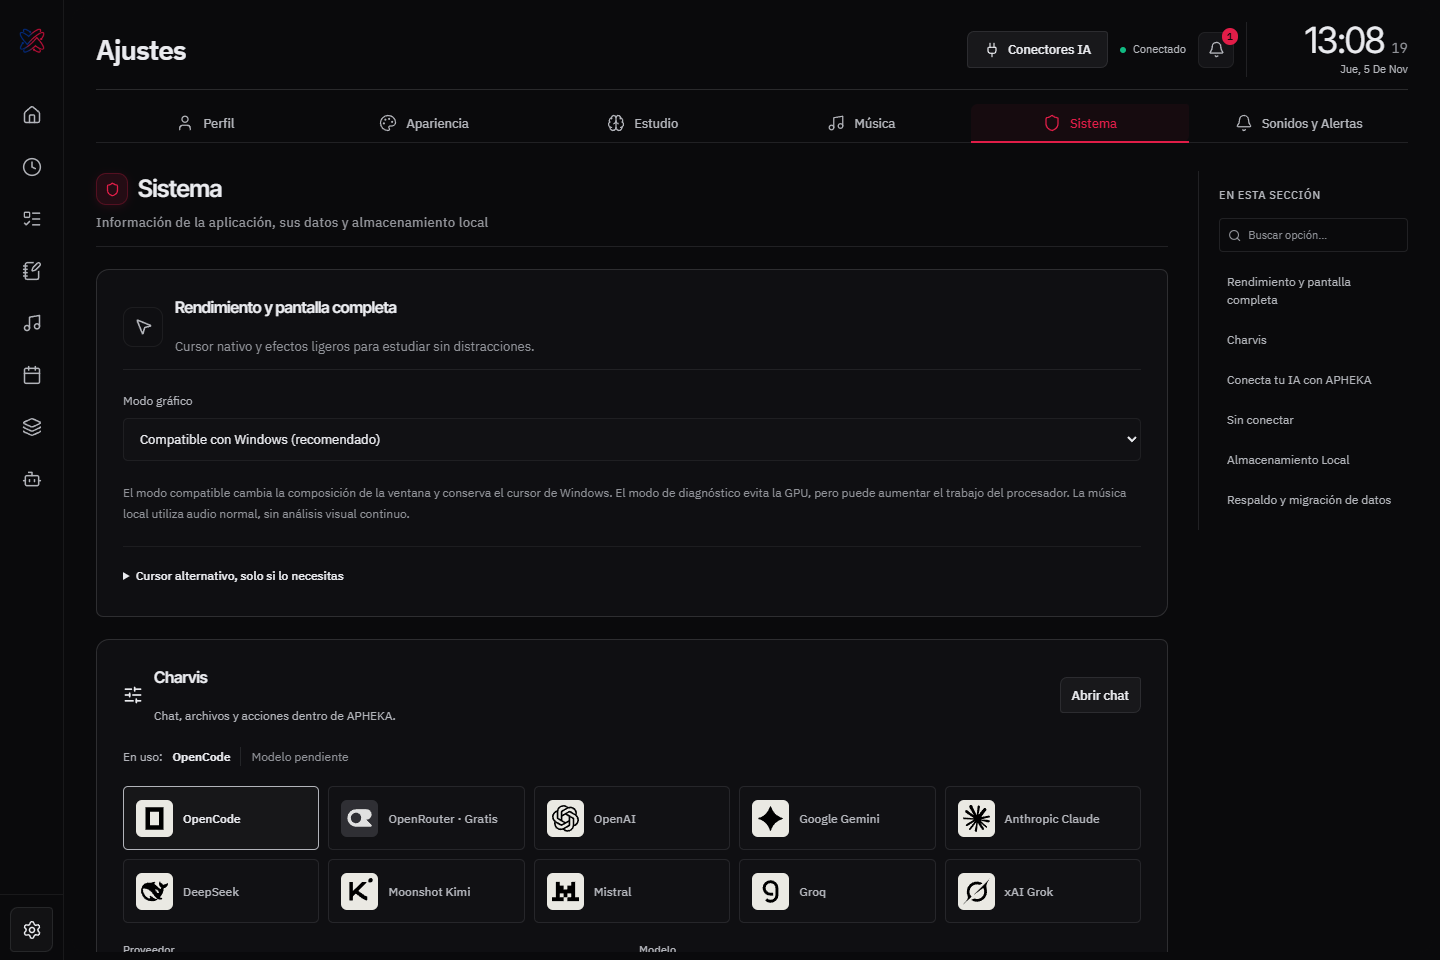 Ajustes
Conectores IA
Conectado
1
13:08 19
Jue, 5 De Nov
Perfil
Apariencia
Estudio
Música
Sistema
Sonidos y Alertas
Sistema
Información de la aplicación, sus datos y almacenamiento local
Rendimiento y pantalla completa
Cursor nativo y efectos ligeros para estudiar sin distracciones.
Modo gráfico
Compatible con Windows (recomendado)
El modo compatible cambia la composición de la ventana y conserva el cursor de Windows. El modo de diagnóstico evita la GPU, pero puede aumentar el trabajo del procesador. La música
local utiliza audio normal, sin análisis visual continuo.
Cursor alternativo, solo si lo necesitas
Charvis
Chat, archivos y acciones dentro de APHEKA.
Abrir chat
En uso: OpenCode
Modelo pendiente
OpenCode
OpenRouter · Gratis
OpenAI
Google Gemini
Anthropic Claude
DeepSeek
Moonshot Kimi
Mistral
Groq
xAI Grok
Proveedor
Modelo
EN ESTA SECCIÓN
Buscar opción...
Rendimiento y pantalla
completa
Charvis
Conecta tu IA con APHEKA
Sin conectar
Almacenamiento Local
Respaldo y migración de datos